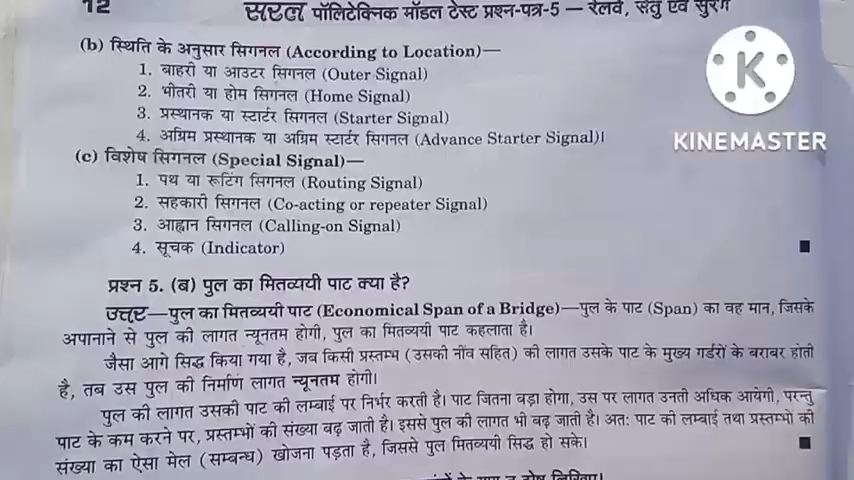 12 सरल पॉलिटेक्निक मॉडल टेस्ट प्रश्न-पत्र-5 — रेलवे, सेतु एवं सुरंग
(b) स्थिति के अनुसार सिगनल (According to Location)—
1. बाहरी या आउटर सिगनल (Outer Signal)
2. भीतरी या होम सिगनल (Home Signal)
3. प्रस्थानक या स्टार्टर सिगनल (Starter Signal)
4. अग्रिम प्रस्थानक या अग्रिम स्टार्टर सिगनल (Advance Starter Signal)।
(c) विशेष सिगनल (Special Signal)—
1. पथ या रूटिंग सिगनल (Routing Signal)
2. सहकारी सिगनल (Co-acting or repeater Signal)
3. आह्वान सिगनल (Calling-on Signal)
4. सूचक (Indicator)
प्रश्न 5. (ब) पुल का मितव्ययी पाट क्या है?
उत्तर—पुल का मितव्ययी पाट (Economical Span of a Bridge)—पुल के पाट (Span) का वह मान, जिसके
अपानाने से पुल की लागत न्यूनतम होगी, पुल का मितव्ययी पाट कहलाता है।
जैसा आगे सिद्ध किया गया है, जब किसी प्रस्तम्भ (उसकी नींव सहित) की लागत उसके पाट के मुख्य गर्डरों के बराबर होती
है, तब उस पुल की निर्माण लागत न्यूनतम होगी।
पुल की लागत उसकी पाट की लम्बाई पर निर्भर करती है। पाट जितना बड़ा होगा, उस पर लागत उनती अधिक आयेगी, परन्तु
पाट के कम करने पर, प्रस्तम्भों की संख्या बढ़ जाती है। इससे पुल की लागत भी बढ़ जाती है। अतः पाट की लम्बाई तथा प्रस्तम्भों की
संख्या का ऐसा मेल (सम्बन्ध) खोजना पड़ता है, जिससे पुल मितव्ययी सिद्ध हो सके।
K
KINEMASTER